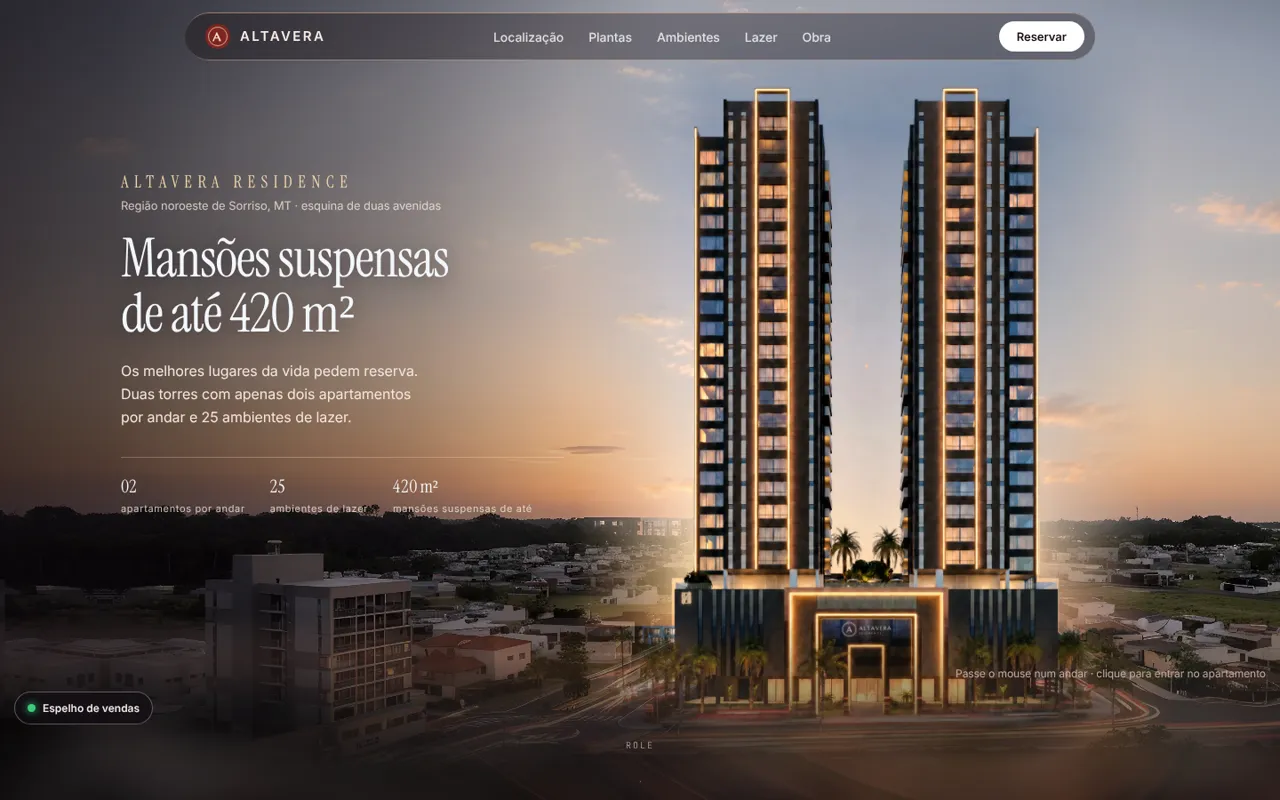 ALTAVERA
Localização
Plantas
Ambientes
Lazer
Obra
Reservar
ALTAVERA RESIDENCE
Região noroeste de Sorriso, MT · esquina de duas avenidas
Mansões suspensas
de até 420 m²
Os melhores lugares da vida pedem reserva.
Duas torres com apenas dois apartamentos
por andar e 25 ambientes de lazer.
02
apartamentos por andar
25
ambientes de lazer
420 m²
mansões suspensas de até
ALTAVERA
Passe o mouse num andar · clique para entrar no apartamento
Espelho de vendas
ROLE